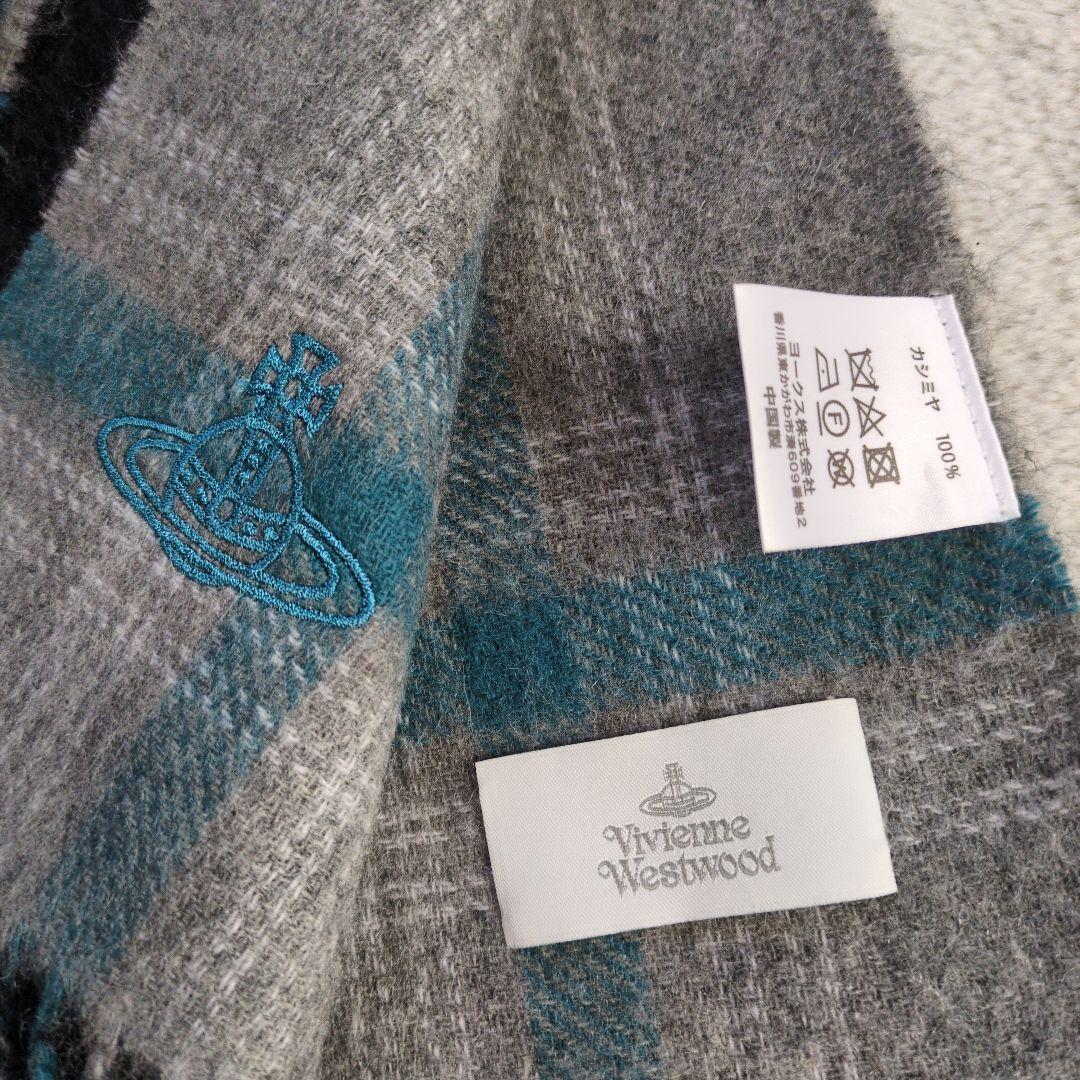 カシミヤ 100%
F
W
中国製
ヨークス株式会社
香川県東かがわ市湊609番地2
Vivienne
Westwood